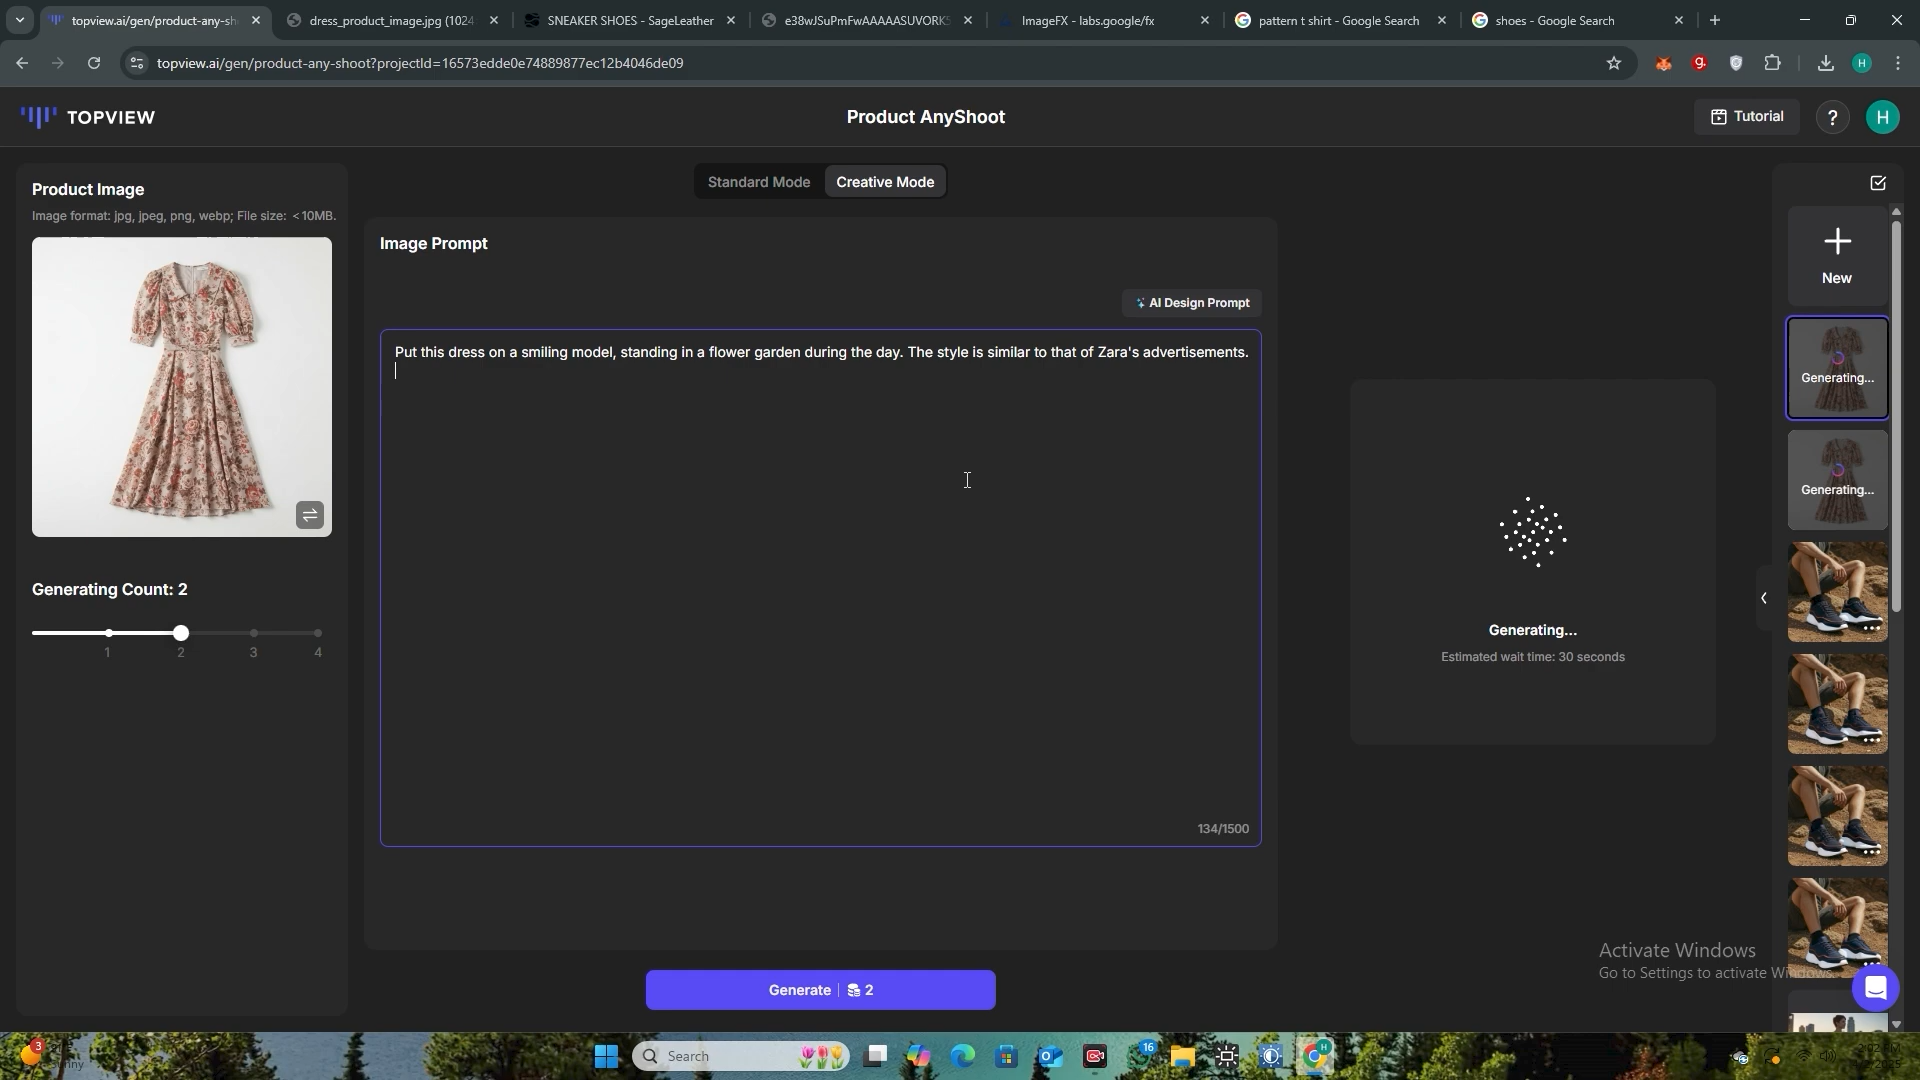 topview.ai/gen/product-any-sh
dress_product_image.jpg (1024
SNEAKER SHOES - SageLeather
e38wJSuPmFwAAAAASUVORK5
ImageFX - labs.google/fx
pattern t shirt - Google Search
shoes - Google Search
topview.ai/gen/product-any-shoot?projectId=16573edde0e74889877ec12b4046de09
H
TOPVIEW
Product AnyShoot
Tutorial
?
H
Product Image
Image format: jpg, jpeg, png, webp; File size: <10MB.
Standard Mode
Creative Mode
Image Prompt
AI Design Prompt
Put this dress on a smiling model, standing in a flower garden during the day. The style is similar to that of Zara's advertisements.
134/1500
Generating Count: 2
1
2
3
4
Generate | 2
Generating...
Estimated wait time: 30 seconds
New
Generating...
Generating...
Activate Windows
Go to Settings to activate Windows.
3
Sunny
Search
16
H